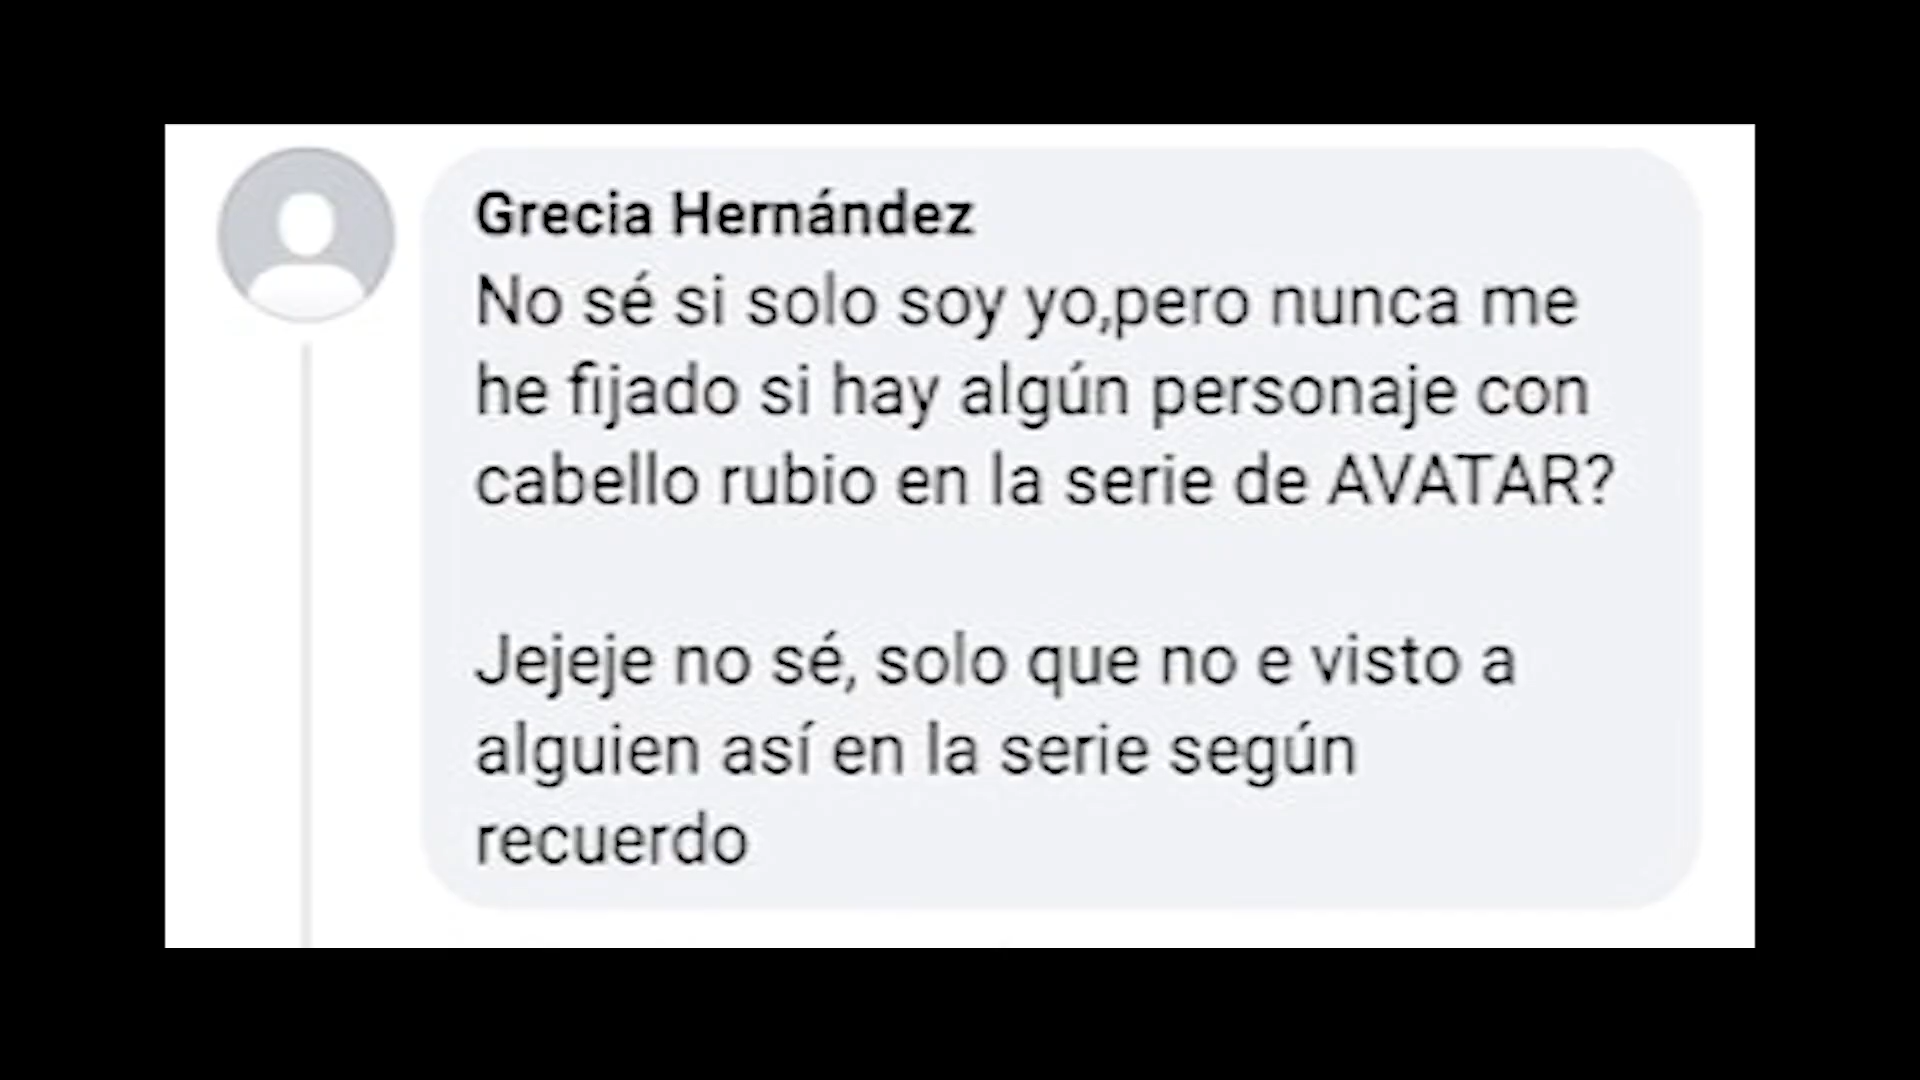 Grecia Hernández
No sé si solo soy yo,pero nunca me
he fijado si hay algún personaje con
cabello rubio en la serie de AVATAR?
Jejeje no sé, solo que no e visto a
alguien así en la serie según
recuerdo